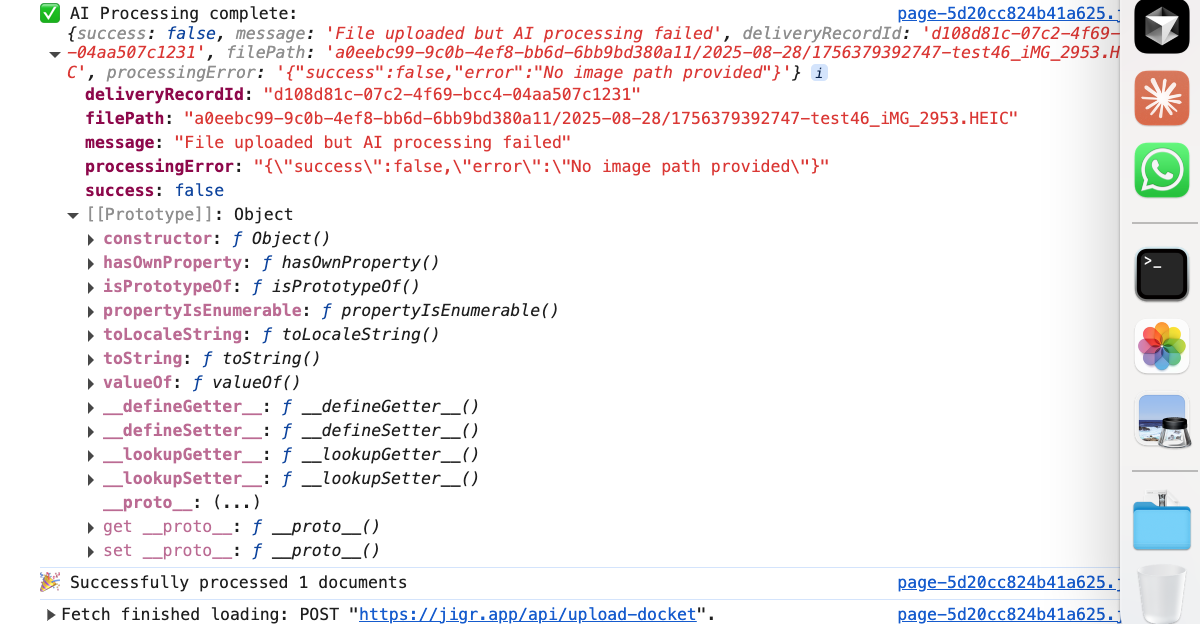 ✅ AI Processing complete: page-5d20cc824b41a625.j
{success: false, message: 'File uploaded but AI processing failed', deliveryRecordId: 'd108d81c-07c2-4f69-
-04aa507c1231', filePath: 'a0eebc99-9c0b-4ef8-bb6d-6bb9bd380a11/2025-08-28/1756379392747-test46_iMG_2953.H
C', processingError: '{"success":false,"error":"No image path provided"}'} i
deliveryRecordId: "d108d81c-07c2-4f69-bcc4-04aa507c1231"
filePath: "a0eebc99-9c0b-4ef8-bb6d-6bb9bd380a11/2025-08-28/1756379392747-test46_iMG_2953.HEIC"
message: "File uploaded but AI processing failed"
processingError: "{\"success\":false,\"error\":\"No image path provided\"}"
success: false
[[Prototype]]: Object
constructor: ƒ Object()
hasOwnProperty: ƒ hasOwnProperty()
isPrototypeOf: ƒ isPrototypeOf()
propertyIsEnumerable: ƒ propertyIsEnumerable()
toLocaleString: ƒ toLocaleString()
toString: ƒ toString()
valueOf: ƒ valueOf()
__defineGetter__: ƒ __defineGetter__()
__defineSetter__: ƒ __defineSetter__()
__lookupGetter__: ƒ __lookupGetter__()
__lookupSetter__: ƒ __lookupSetter__()
__proto__: (...)
get __proto__: ƒ __proto__()
set __proto__: ƒ __proto__()
🎉 Successfully processed 1 documents page-5d20cc824b41a625.j
Fetch finished loading: POST "https://jigr.app/api/upload-docket". page-5d20cc824b41a625.j
>_